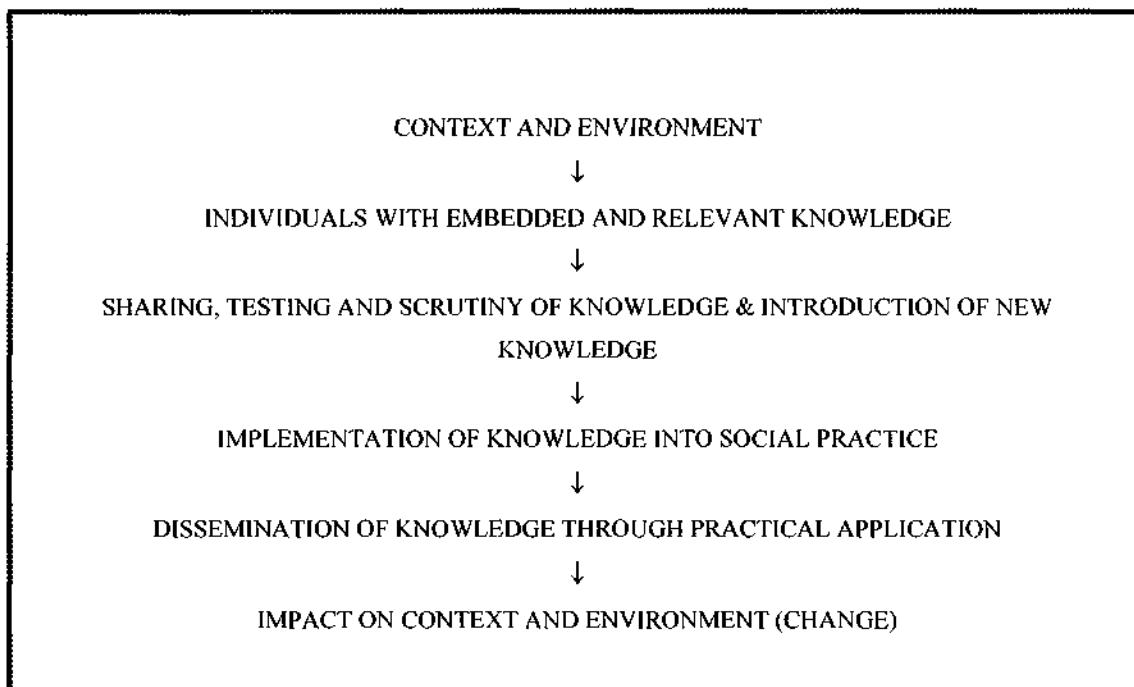 CONTEXT AND ENVIRONMENT
↓
INDIVIDUALS WITH EMBEDDED AND RELEVANT KNOWLEDGE
↓
SHARING, TESTING AND SCRUTINY OF KNOWLEDGE & INTRODUCTION OF NEW
KNOWLEDGE
↓
IMPLEMENTATION OF KNOWLEDGE INTO SOCIAL PRACTICE
↓
DISSEMINATION OF KNOWLEDGE THROUGH PRACTICAL APPLICATION
↓
IMPACT ON CONTEXT AND ENVIRONMENT (CHANGE)